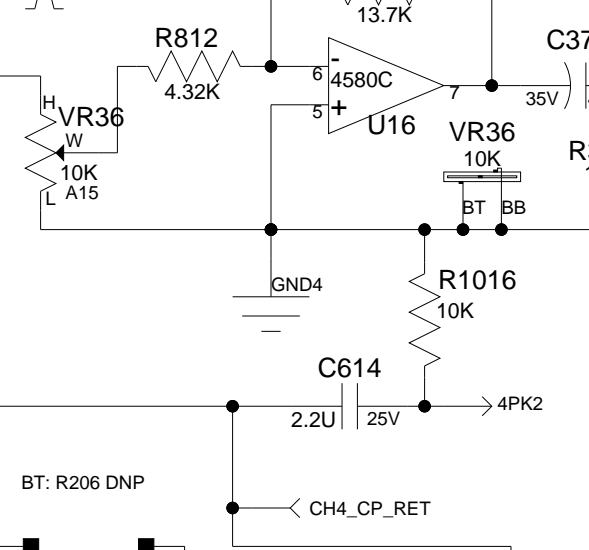 13.7K
R812
C37
6
4580C
4.32K
7
35V
H
VR36
5
-
+
U16
VR36
W
10K
10K
A15
L
BT
BB
GND4
R1016
10K
C614
2.2U
25V
4PK2
BT: R206 DNP
CH4_CP_RET